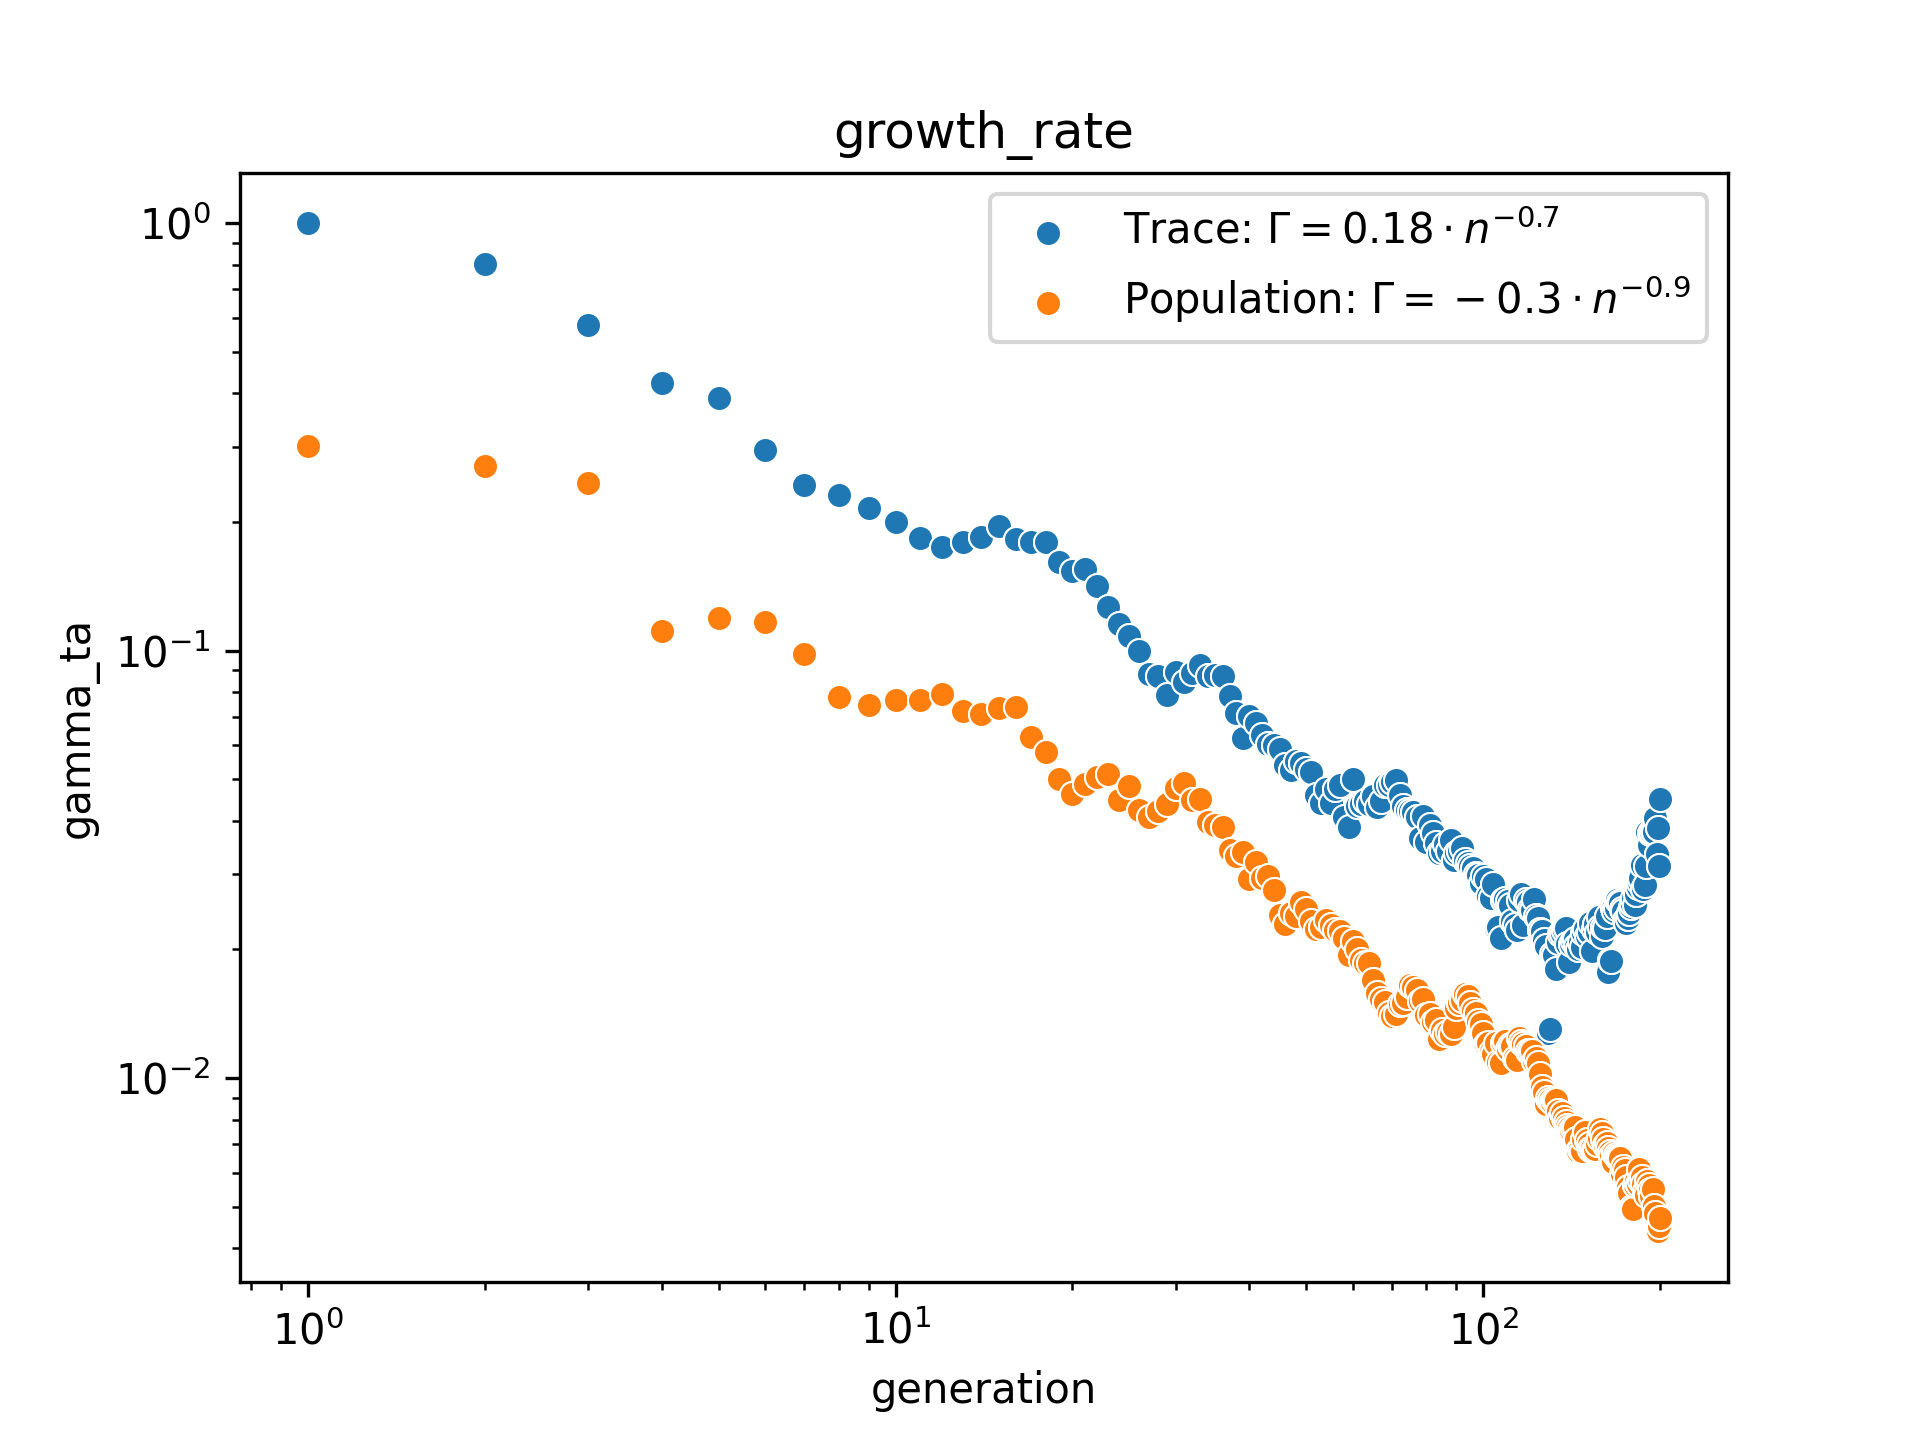 growth_rate
Trace: Γ = 0.18 · n^{−0.7}
Population: Γ = − 0.3 · n^{−0.9}
gamma_ta
10^0
10^{−1}
10^{−2}
10^0 10^1 10^2
generation